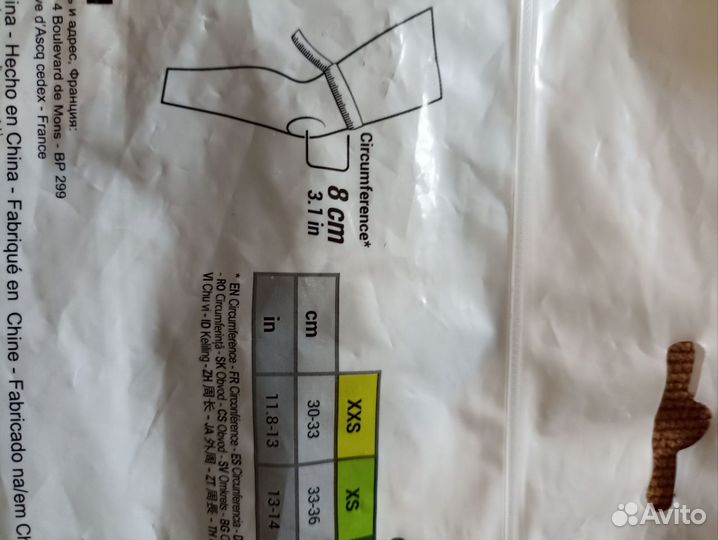 Circumference*
8 cm
3.1 in
XXS
XS
cm
30-33
33-36
in
11.8-13
13-14
* EN Circumference - FR Circonférence - ES Circunferencia -
- RO Circumferinţă - SK Obvod - CS Obvod - SV Omkrets - BG
VI Chu vi - ID Keliling - ZH 周长 - JA 外周 - ZT 周長 - TH
и адрес, Франция:
4 Boulevard de Mons - BP 299
ve d'Ascq cedex - France
ina - Hecho en China - Fabriqué en Chine - Fabricado na/em Ch
Avito